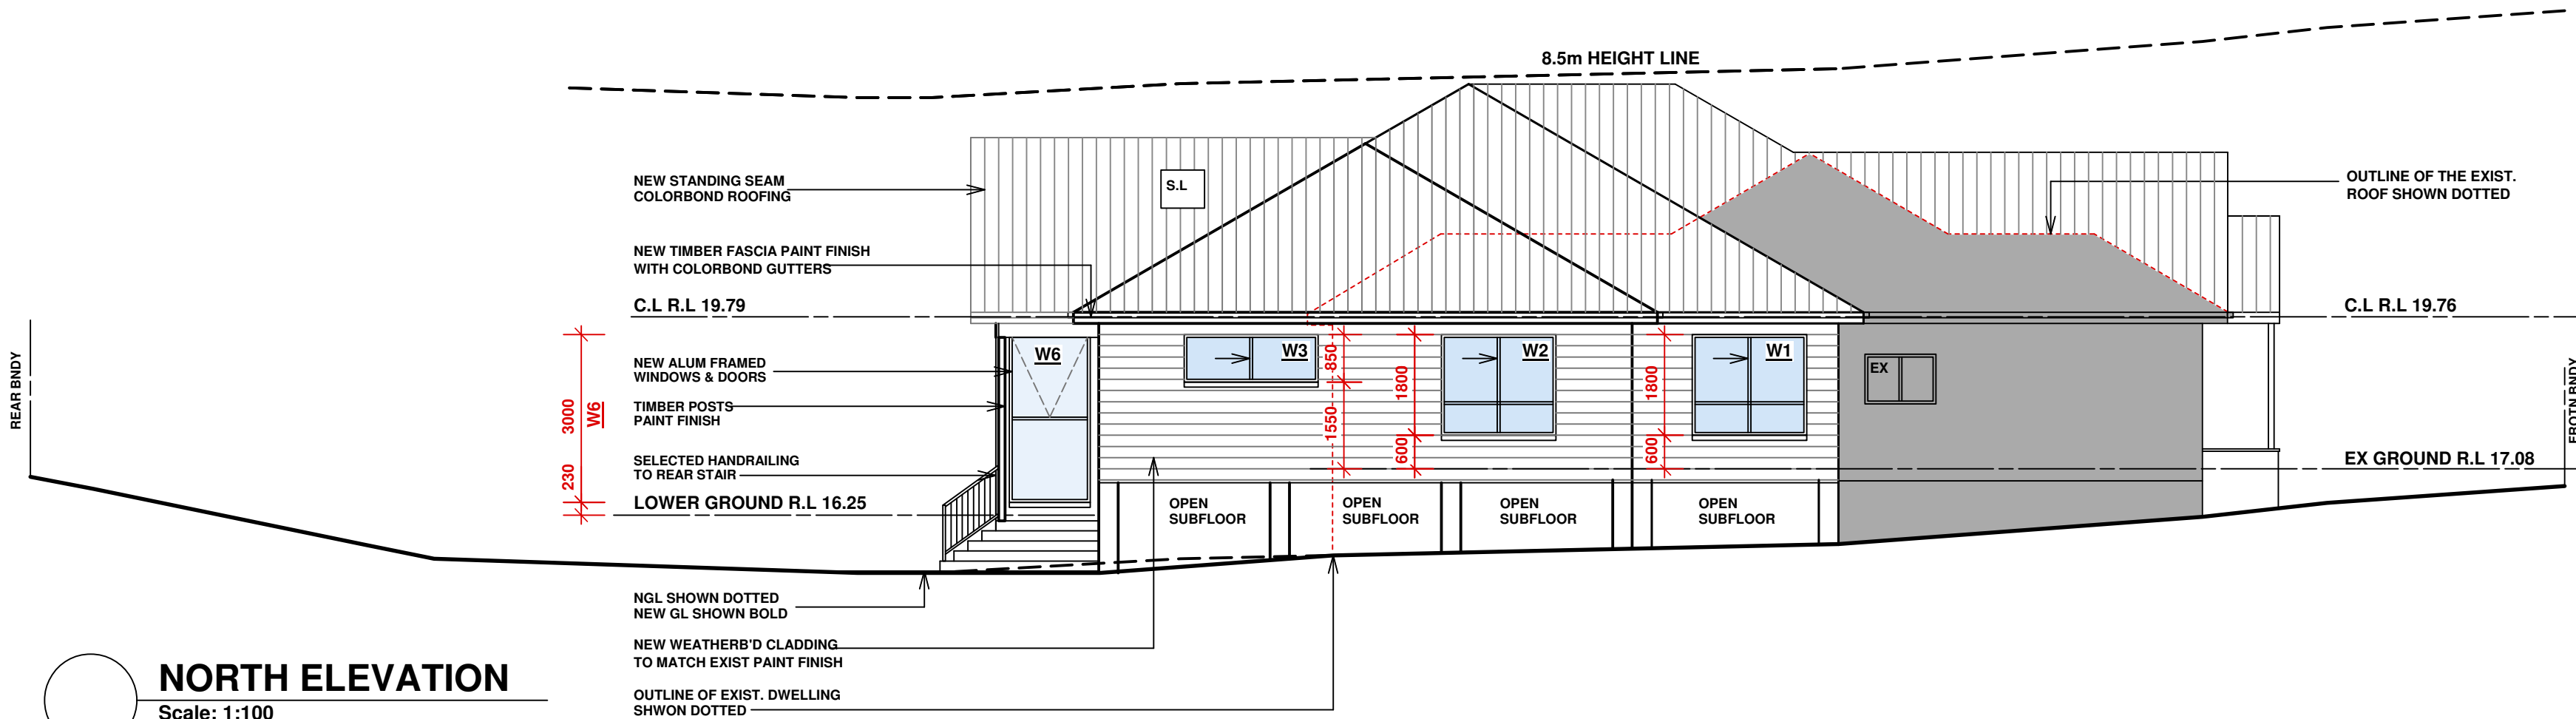 8.5m HEIGHT LINE
NEW STANDING SEAM
COLORBOND ROOFING
S.L
OUTLINE OF THE EXIST.
ROOF SHOWN DOTTED
NEW TIMBER FASCIA PAINT FINISH
WITH COLORBOND GUTTERS
C.L R.L 19.79
C.L R.L 19.76
REAR BNDY
FROTN BNDY
NEW ALUM FRAMED
WINDOWS & DOORS
W6
W3
W2
W1
EX
850
1800
1800
3000
W6
TIMBER POSTS
PAINT FINISH
1550
600
600
SELECTED HANDRAILING
TO REAR STAIR
230
EX GROUND R.L 17.08
LOWER GROUND R.L 16.25
OPEN
SUBFLOOR
OPEN
SUBFLOOR
OPEN
SUBFLOOR
OPEN
SUBFLOOR
NGL SHOWN DOTTED
NEW GL SHOWN BOLD
NEW WEATHERB'D CLADDING
TO MATCH EXIST PAINT FINISH
OUTLINE OF EXIST. DWELLING
SHWON DOTTED
NORTH ELEVATION
Scale: 1:100